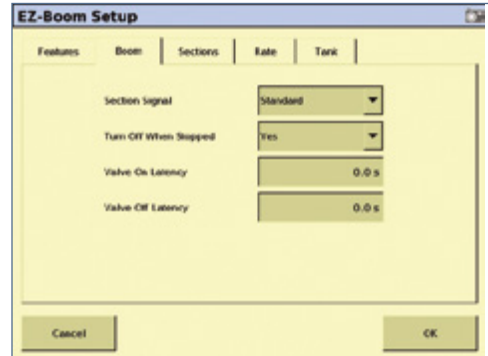 EZ-Boom Setup
Features Boom Sections Rate Tank
Section Signal Standard
Turn Off When Stopped Yes
Valve On Latency 0.0 s
Valve Off Latency 0.0 s
Cancel OK